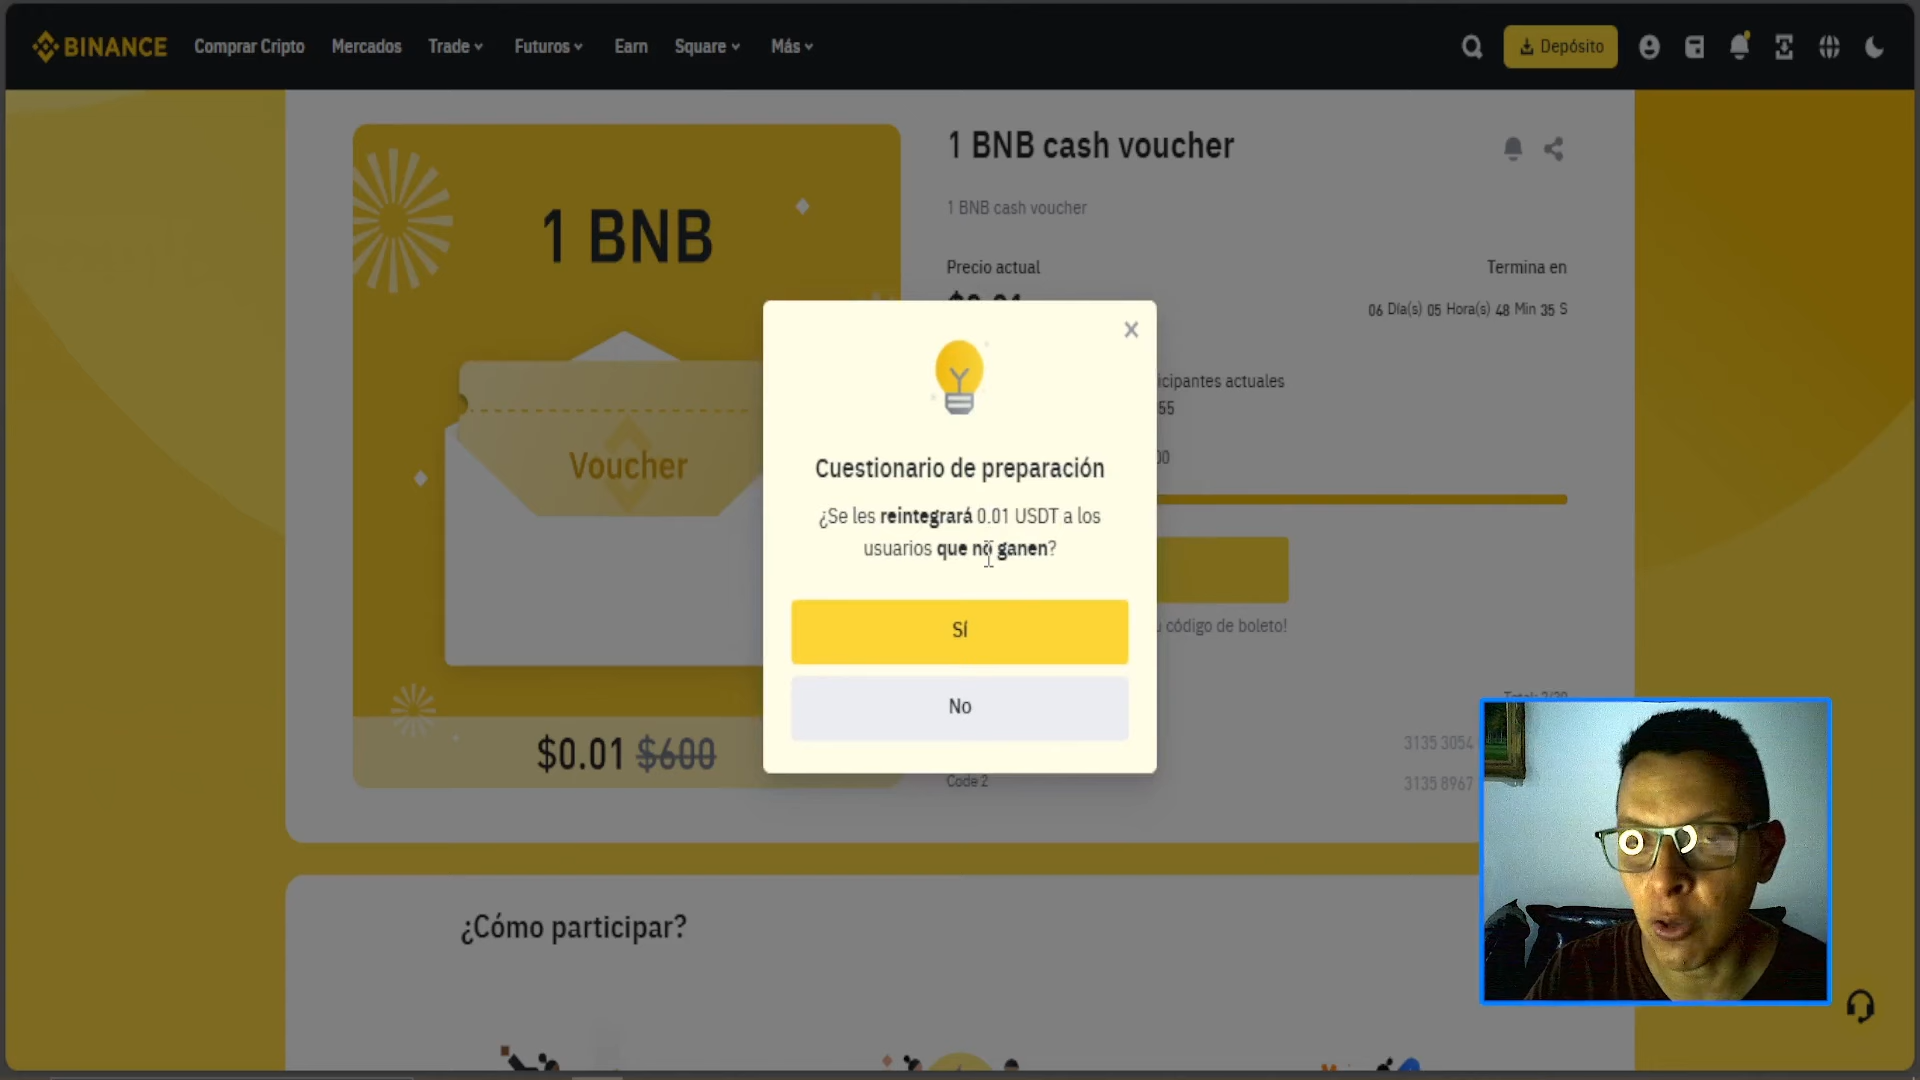 BINANCE
Comprar Cripto
Mercados
Trade
Futuros
Earn
Square
Más
Depósito
1 BNB
Voucher
$0.01 $600
1 BNB cash voucher
1 BNB cash voucher
Precio actual
Termina en
06 Día(s) 05 Hora(s) 48 Min 35 S
icipantes actuales
55
00
Cuestionario de preparación
¿Se les reintegrará 0.01 USDT a los
usuarios que no ganen?
Sí
No
u código de boleto!
3135 3054
Code 2
3135 8967
¿Cómo participar?